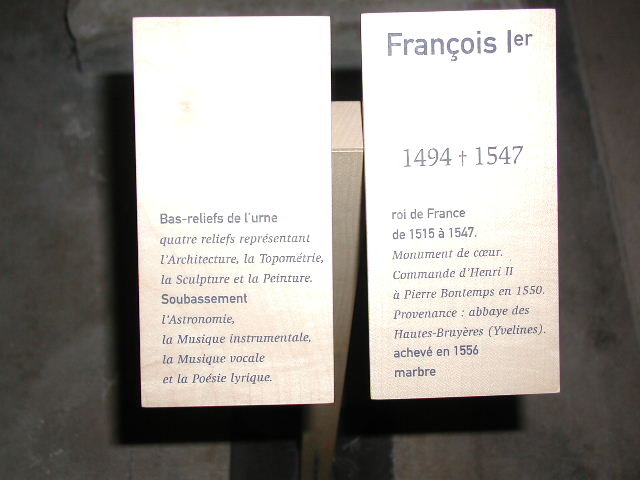 Bas-reliefs de l'urne
quatre reliefs représentant
l'Architecture, la Topométrie,
la Sculpture et la Peinture.
Soubassement
l'Astronomie,
la Musique instrumentale,
la Musique vocale
et la Poésie lyrique.
François Ier
1494 † 1547
roi de France
de 1515 à 1547.
Monument de cœur.
Commande d'Henri II
à Pierre Bontemps en 1550.
Provenance : abbaye des
Hautes-Bruyères (Yvelines).
achevé en 1556
marbre